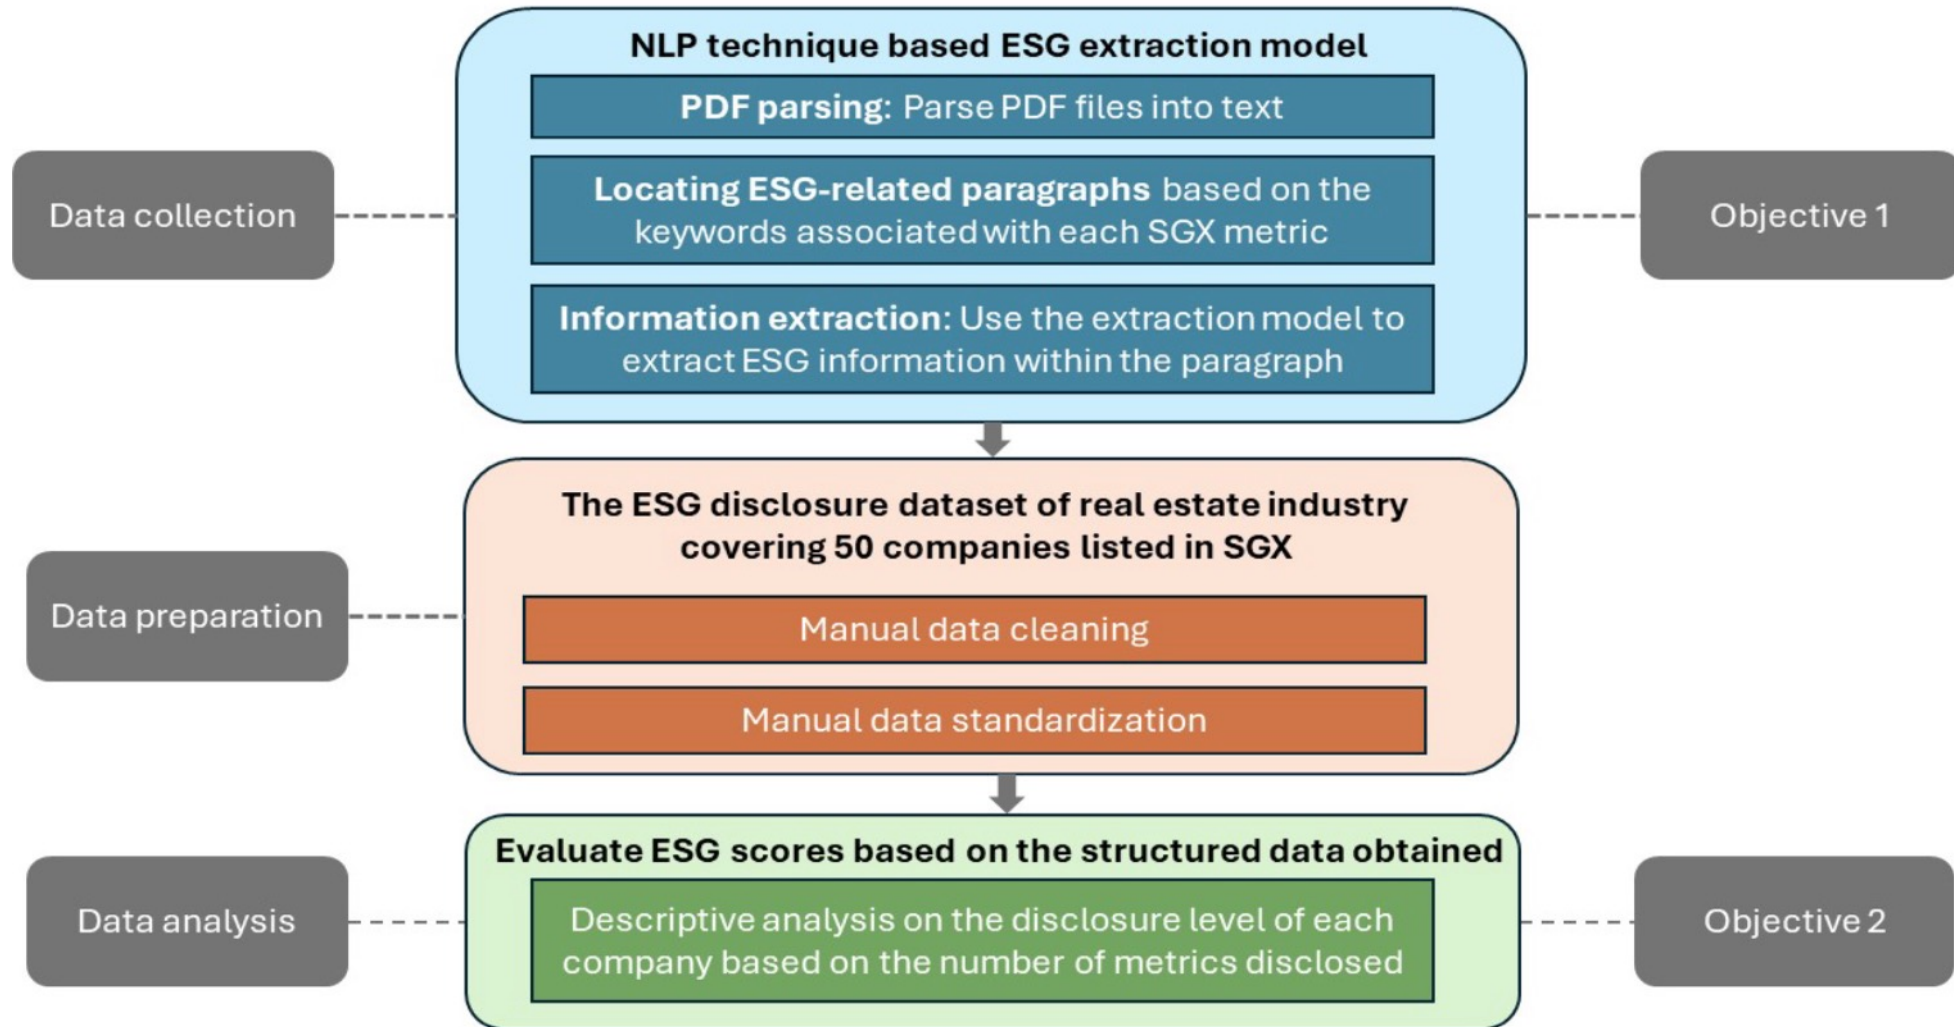 NLP technique based ESG extraction model
PDF parsing: Parse PDF files into text
Data collection
Locating ESG-related paragraphs based on the
keywords associated with each SGX metric
Objective 1
Information extraction: Use the extraction model to
extract ESG information within the paragraph
The ESG disclosure dataset of real estate industry
covering 50 companies listed in SGX
Data preparation
Manual data cleaning
Manual data standardization
Evaluate ESG scores based on the structured data obtained
Data analysis
Descriptive analysis on the disclosure level of each
company based on the number of metrics disclosed
Objective 2